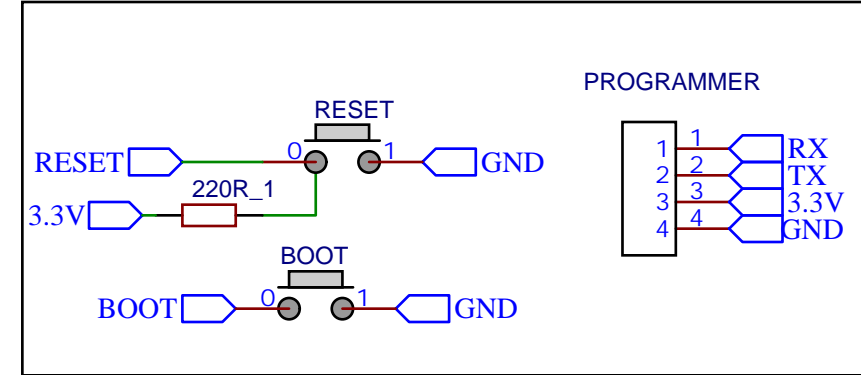 PROGRAMMER
RESET
RESET 0 1 GND
220R_1
3.3V
1 1 RX
2 2 TX
3 3 3.3V
4 4 GND
BOOT
BOOT 0 1 GND